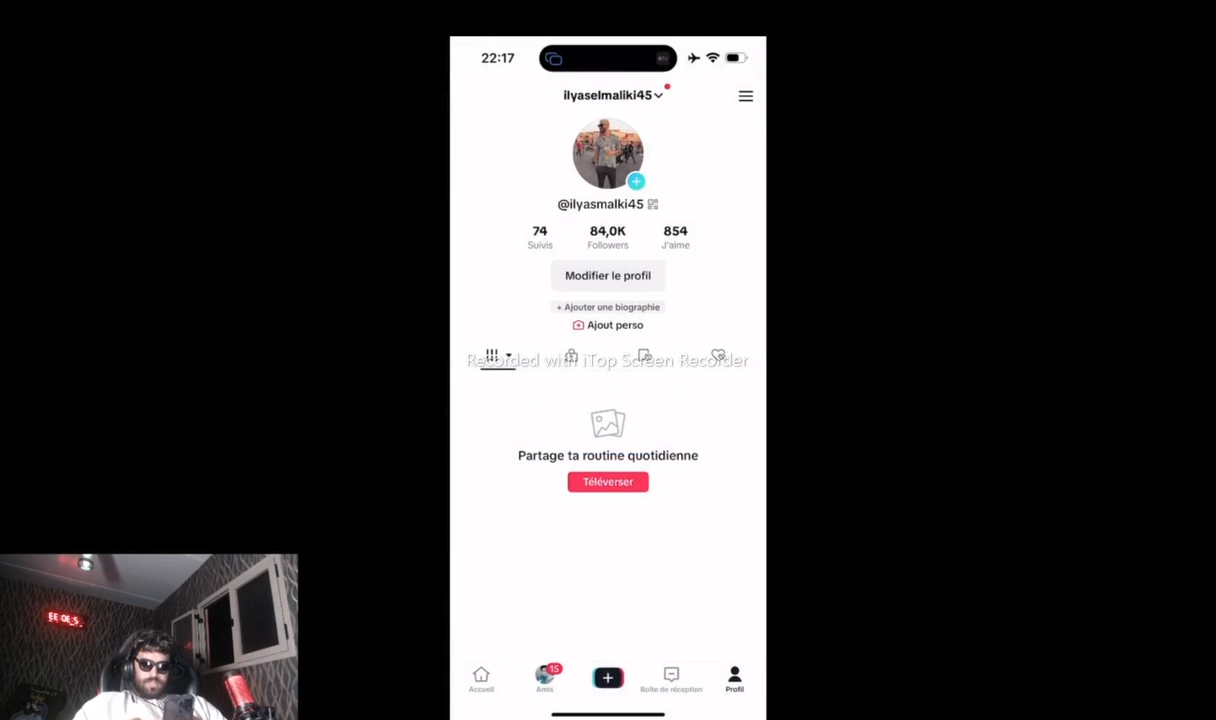 22:17
ilyaselmaliki45
@ilyasmalki45
74 84,0K 854
Suivis Followers J'aime
Modifier le profil
+ Ajouter une biographie
Ajout perso
Recorded with iTop Screen Recorder
Partage ta routine quotidienne
Téléverser
15
Accueil Amis Boîte de réception Profil